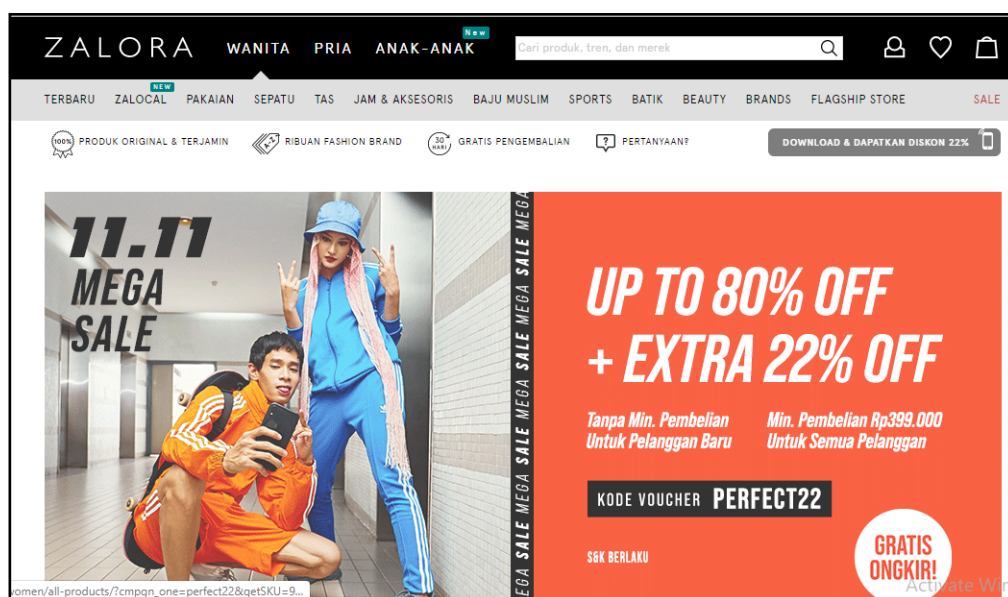 ZALORA WANITA PRIA ANAK-ANAK New
Cari produk, tren, dan merek
TERBARU ZALOCAL NEW PAKAIAN SEPATU TAS JAM & AKSESORIS BAJU MUSLIM SPORTS BATIK BEAUTY BRANDS FLAGSHIP STORE SALE
100% PRODUK ORIGINAL & TERJAMIN
RIBUAN FASHION BRAND
30 HARI GRATIS PENGEMBALIAN
? PERTANYAAN?
DOWNLOAD & DAPATKAN DISKON 22%
11.11
MEGA
SALE
MEGA SALE MEGA SALE MEGA SALE MEGA SALE MEGA
UP TO 80% OFF
+ EXTRA 22% OFF
Tanpa Min. Pembelian
Untuk Pelanggan Baru
Min. Pembelian Rp399.000
Untuk Semua Pelanggan
KODE VOUCHER PERFECT22
S&K BERLAKU
GRATIS
ONGKIR!
Activate Win
women/all-products/?cmpgn_one=perfect22&getSKU=9...